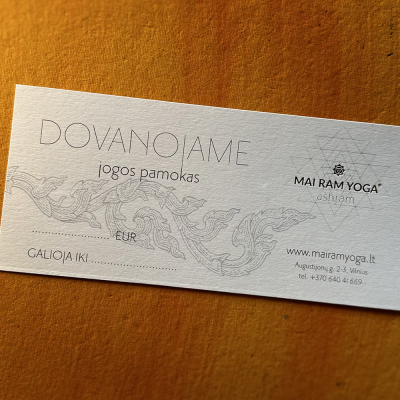 DOVANOJAME
jogos pamokas
MAI RAM YOGA®
ashram
........................ EUR
GALIOJA IKI ..........................
www.mairamyoga.lt
Augustijonų g. 2-3, Vilnius
tel. +370 640 41 669